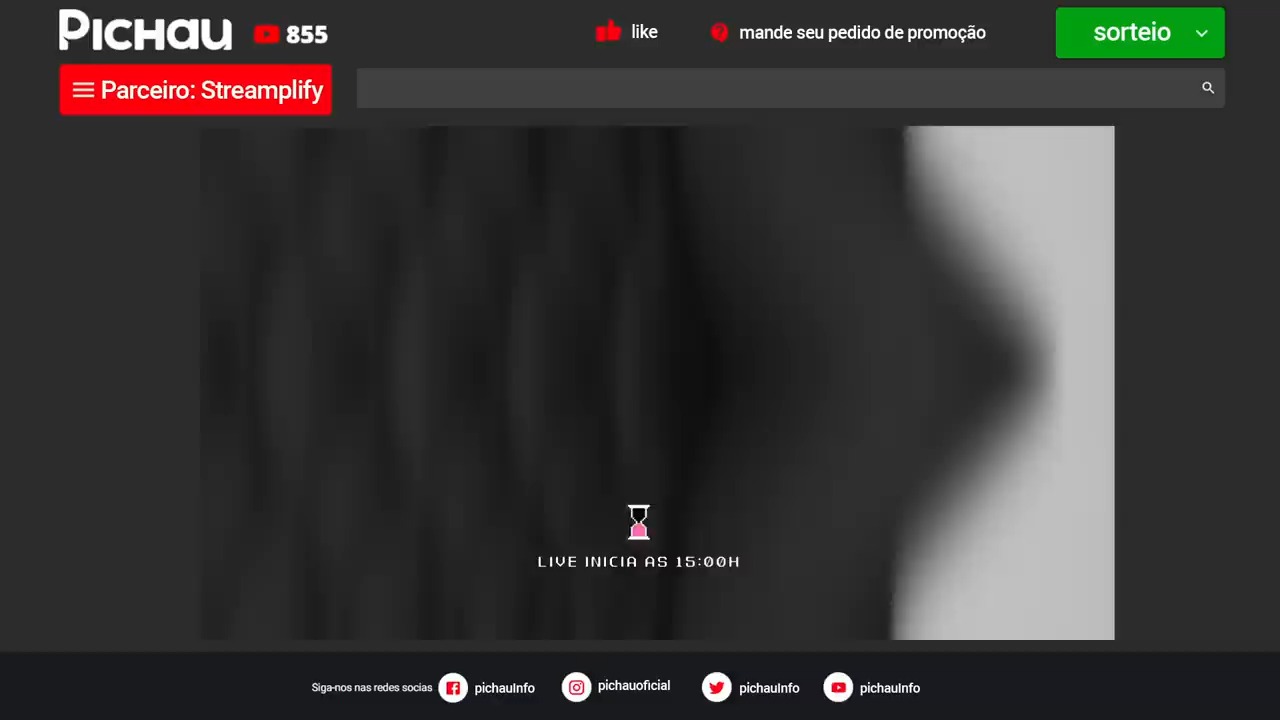 PICHAU 855
like
mande seu pedido de promoção
sorteio
Parceiro: Streamplify
LIVE INICIA AS 15:00H
Siga-nos nas redes socias
pichauInfo
pichauoficial
pichauInfo
pichauInfo